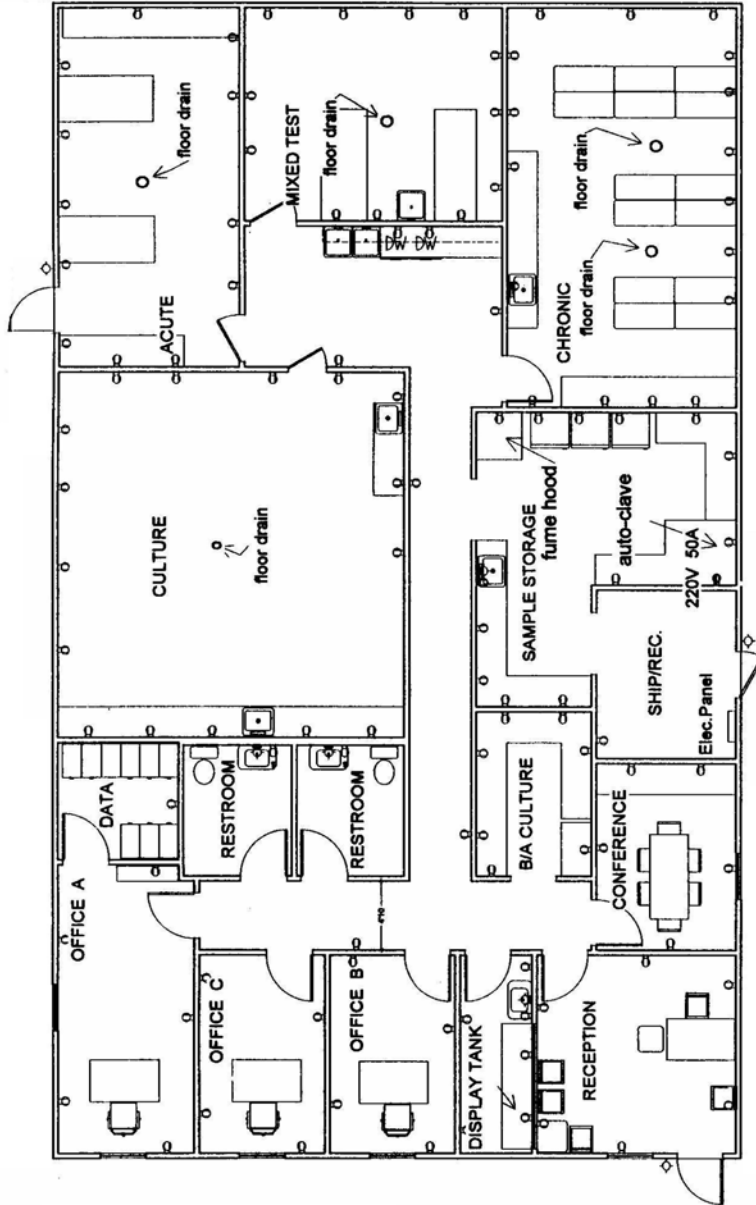 OFFICE A
DATA
CULTURE
ACUTE
floor drain
OFFICE C
RESTROOM
floor drain
MIXED TEST
floor drain
OFFICE B
RESTROOM
DW DW
DISPLAY TANK
B/A CULTURE
SAMPLE STORAGE
fume hood
CHRONIC
floor drain
floor drain
RECEPTION
CONFERENCE
auto-clave
SHIP/REC.
220V 50A
Elec.Panel